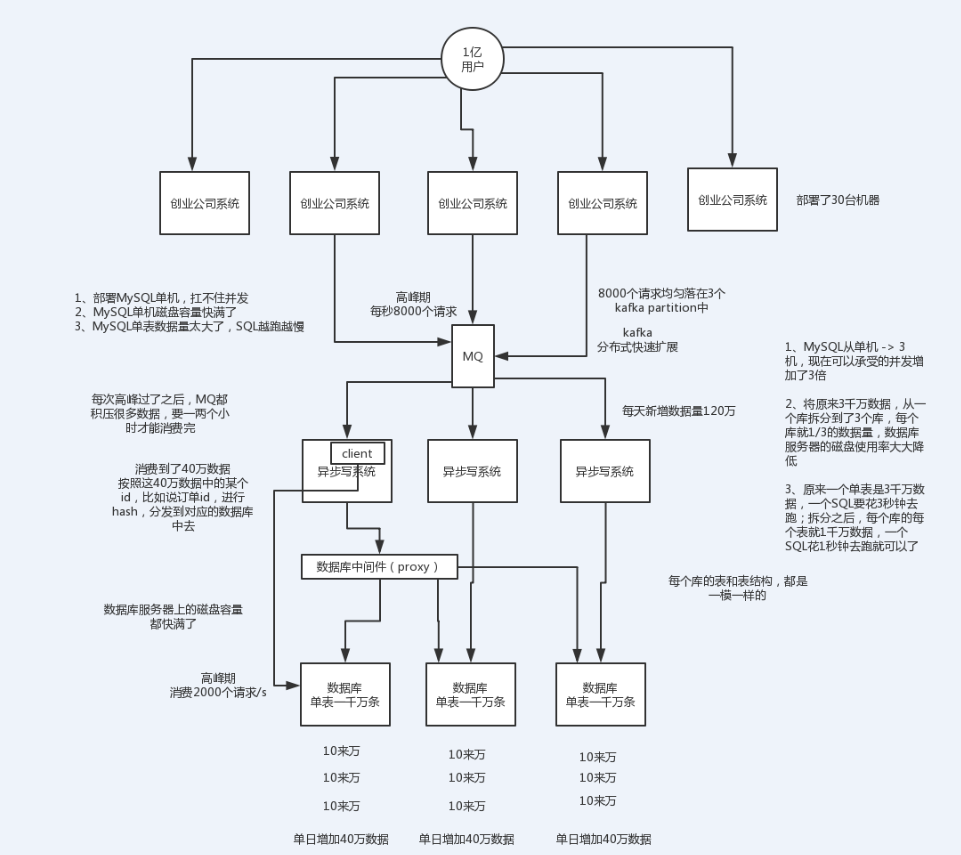 1亿
用户
创业公司系统
创业公司系统
创业公司系统
创业公司系统
创业公司系统
部署了30台机器
1、部署MySQL单机，扛不住并发
2、MySQL单机磁盘容量快满了
3、MySQL单表数据量太大了，SQL越跑越慢
高峰期
每秒8000个请求
8000个请求均匀落在3个
kafka partition中
kafka
分布式快速扩展
MQ
1、MySQL从单机 -> 3
机，现在可以承受的并发增
加了3倍
2、将原来3千万数据，从一
个库拆分到了3个库，每个
库就1/3的数据量，数据库
服务器的磁盘使用率大大降
低
3、原来一个单表是3千万数
据，一个SQL要花3秒钟去
跑；拆分之后，每个库的每
个表就1千万数据，一个
SQL花1秒钟去跑就可以了
每次高峰过了之后，MQ都
积压很多数据，要一两个小
时才能消费完
每天新增数据量120万
client
异步写系统
异步写系统
异步写系统
消费到了40万数据
按照这40万数据中的某个
id，比如说订单id，进行
hash，分发到对应的数据库
中去
数据库中间件（proxy）
每个库的表和表结构，都是
一模一样的
数据库服务器上的磁盘容量
都快满了
高峰期
消费2000个请求/s
数据库
单表一千万条
数据库
单表一千万条
数据库
单表一千万条
10来万
10来万
10来万
10来万
10来万
10来万
10来万
10来万
10来万
单日增加40万数据
单日增加40万数据
单日增加40万数据